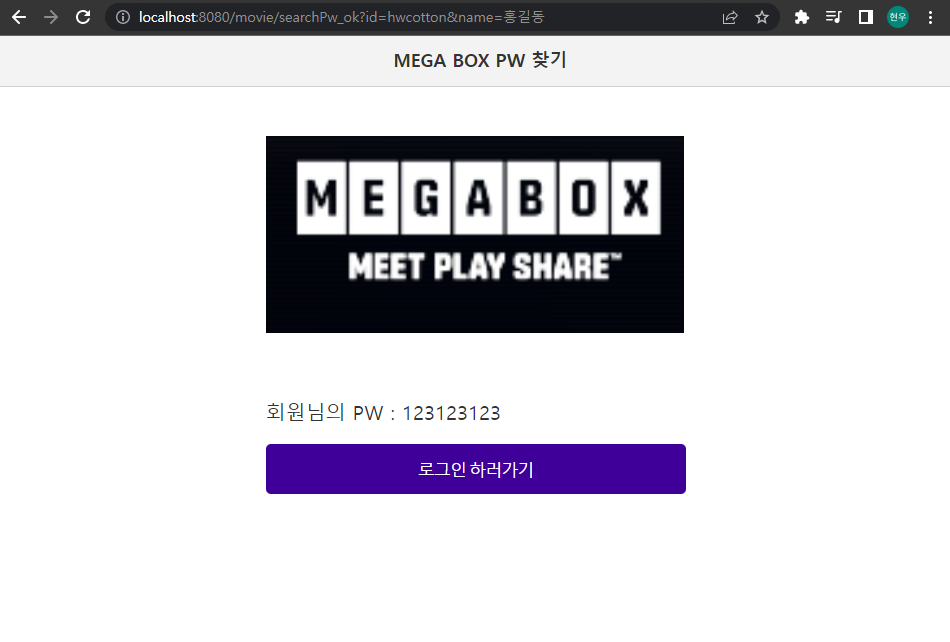 localhost:8080/movie/searchPw_ok?id=hwcotton&name=홍길동
현우
MEGA BOX PW 찾기
MEGABOX
MEET PLAY SHARE™
회원님의 PW : 123123123
로그인 하러가기